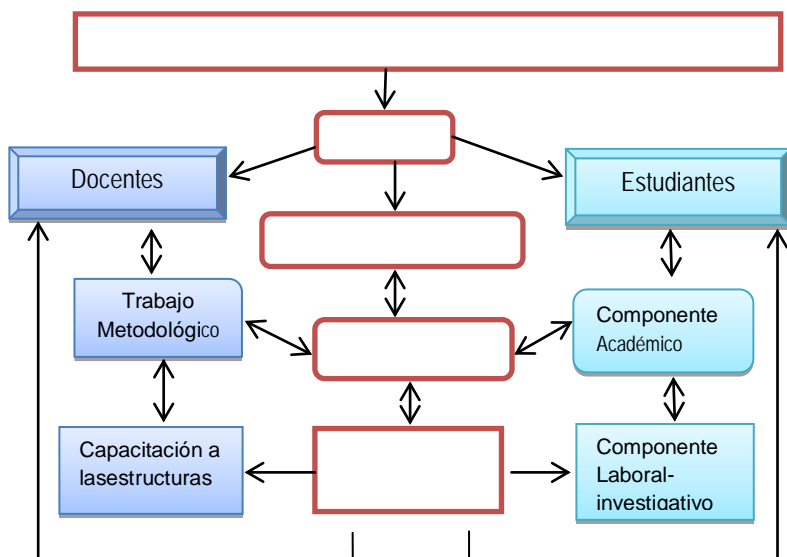 Docentes
Estudiantes
Trabajo
Metodológico
Componente
Académico
Capacitación a
lasestructuras
Componente
Laboral-
investigativo